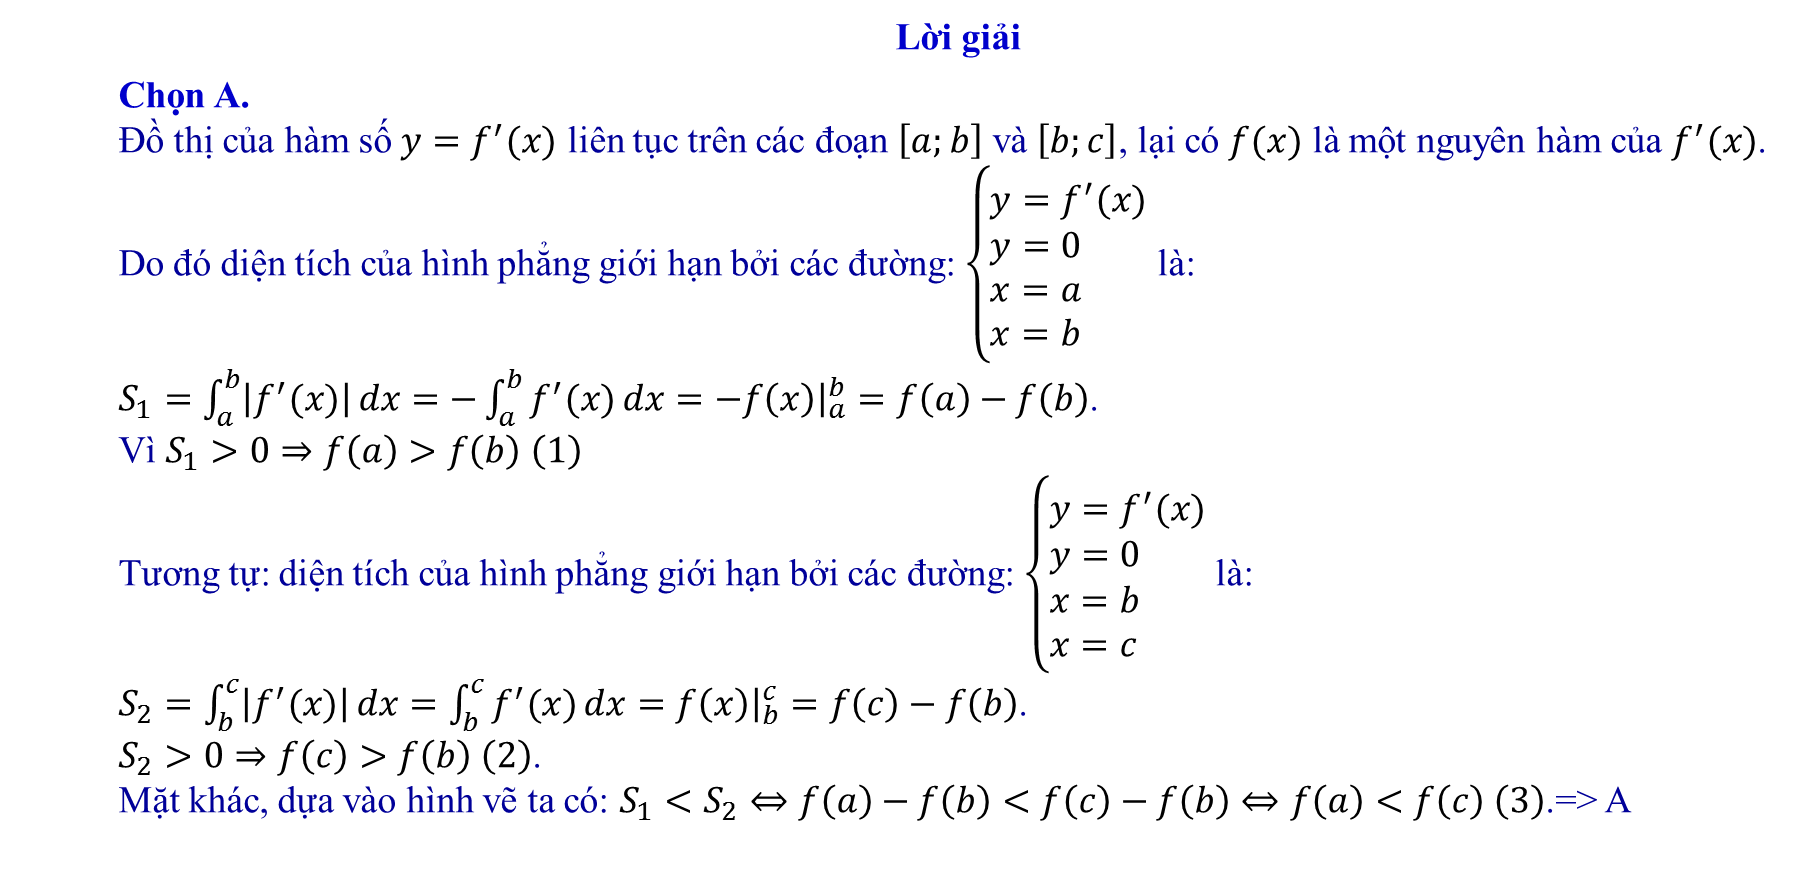 Lời giải
Chọn A.
Đồ thị của hàm số y = f′(x) liên tục trên các đoạn [a; b] và [b; c], lại có f(x) là một nguyên hàm của f′(x).
Do đó diện tích của hình phẳng giới hạn bởi các đường: { y = f′(x)
y = 0
x = a
x = b là:
S₁ = ∫ₐᵇ|f′(x)| dx = − ∫ₐᵇ f′(x) dx = −f(x)|ₐᵇ = f(a) − f(b).
Vì S₁ > 0 ⇒ f(a) > f(b) (1)
Tương tự: diện tích của hình phẳng giới hạn bởi các đường: { y = f′(x)
y = 0
x = b
x = c là:
S₂ = ∫_b^c|f′(x)| dx = ∫_b^c f′(x) dx = f(x)|_b^c = f(c) − f(b).
S₂ > 0 ⇒ f(c) > f(b) (2).
Mặt khác, dựa vào hình vẽ ta có: S₁ < S₂ ⇔ f(a) − f(b) < f(c) − f(b) ⇔ f(a) < f(c) (3).=> A